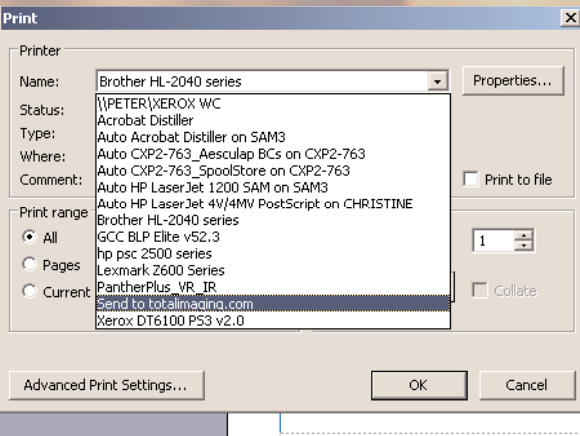 Print
Printer
Name: Brother HL-2040 series Properties...
Status: \\PETER\XEROX WC
Acrobat Distiller
Type: Auto Acrobat Distiller on SAM3
Where: Auto CXP2-763_Aesculap BCs on CXP2-763
Auto CXP2-763_SpoolStore on CXP2-763
Comment: Auto HP LaserJet 1200 SAM on SAM3 Print to file
Auto HP LaserJet 4V/4MV PostScript on CHRISTINE
Print range Brother HL-2040 series
All GCC BLP Elite v52.3 1
hp psc 2500 series
Pages Lexmark Z600 Series
Current PantherPlus_VR_IR Collate
Send to totalimaging.com
Xerox DT6100 PS3 v2.0
Advanced Print Settings... OK Cancel